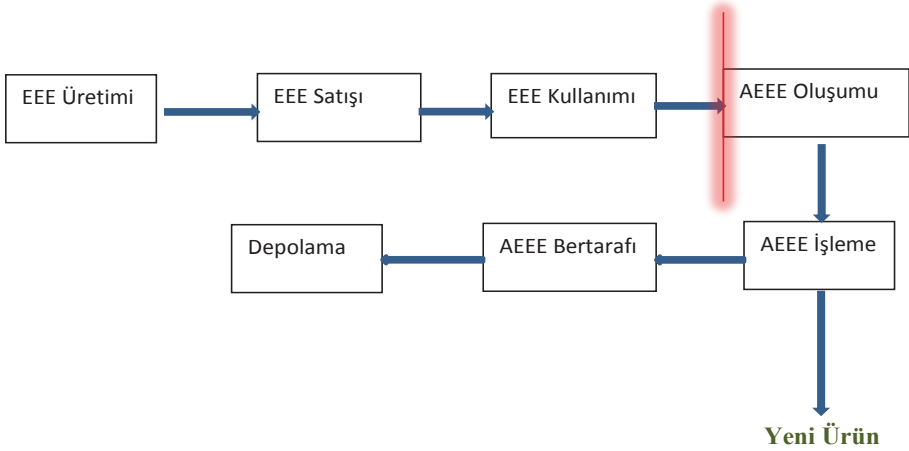 EEE Üretimi
EEE Satışı
EEE Kullanımı
AEEE Oluşumu
Depolama
AEEE Bertarafı
AEEE İşleme
Yeni Ürün